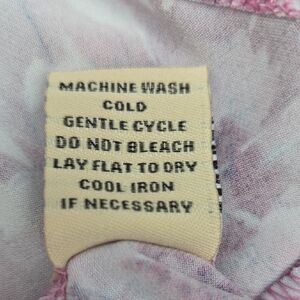 MACHINE WASH
COLD
GENTLE CYCLE
DO NOT BLEACH
LAY FLAT TO DRY
COOL IRON
IF NECESSARY